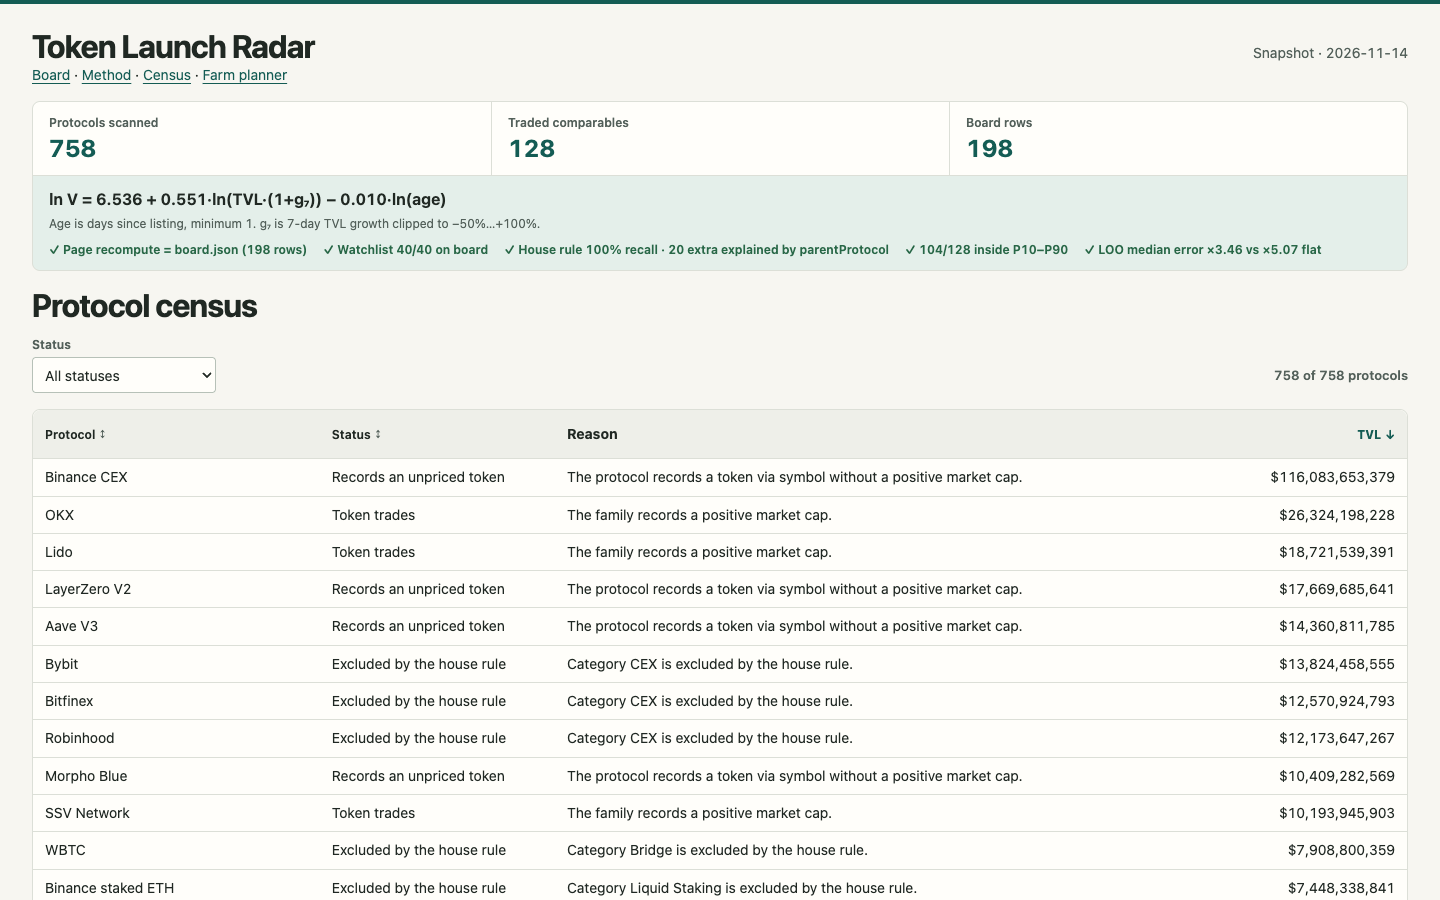 Token Launch Radar
Board · Method · Census · Farm planner
Snapshot · 2026-11-14
Protocols scanned
758
Traded comparables
128
Board rows
198
ln V = 6.536 + 0.551·ln(TVL·(1+g₇)) − 0.010·ln(age)
Age is days since listing, minimum 1. g₇ is 7-day TVL growth clipped to −50%…+100%.
✓ Page recompute = board.json (198 rows) ✓ Watchlist 40/40 on board ✓ House rule 100% recall · 20 extra explained by parentProtocol ✓ 104/128 inside P10–P90 ✓ LOO median error ×3.46 vs ×5.07 flat
Protocol census
Status
All statuses
758 of 758 protocols
Protocol ↕ Status ↕ Reason TVL ↓
Binance CEX Records an unpriced token The protocol records a token via symbol without a positive market cap. $116,083,653,379
OKX Token trades The family records a positive market cap. $26,324,198,228
Lido Token trades The family records a positive market cap. $18,721,539,391
LayerZero V2 Records an unpriced token The protocol records a token via symbol without a positive market cap. $17,669,685,641
Aave V3 Records an unpriced token The protocol records a token via symbol without a positive market cap. $14,360,811,785
Bybit Excluded by the house rule Category CEX is excluded by the house rule. $13,824,458,555
Bitfinex Excluded by the house rule Category CEX is excluded by the house rule. $12,570,924,793
Robinhood Excluded by the house rule Category CEX is excluded by the house rule. $12,173,647,267
Morpho Blue Records an unpriced token The protocol records a token via symbol without a positive market cap. $10,409,282,569
SSV Network Token trades The family records a positive market cap. $10,193,945,903
WBTC Excluded by the house rule Category Bridge is excluded by the house rule. $7,908,800,359
Binance staked ETH Excluded by the house rule Category Liquid Staking is excluded by the house rule. $7,448,338,841